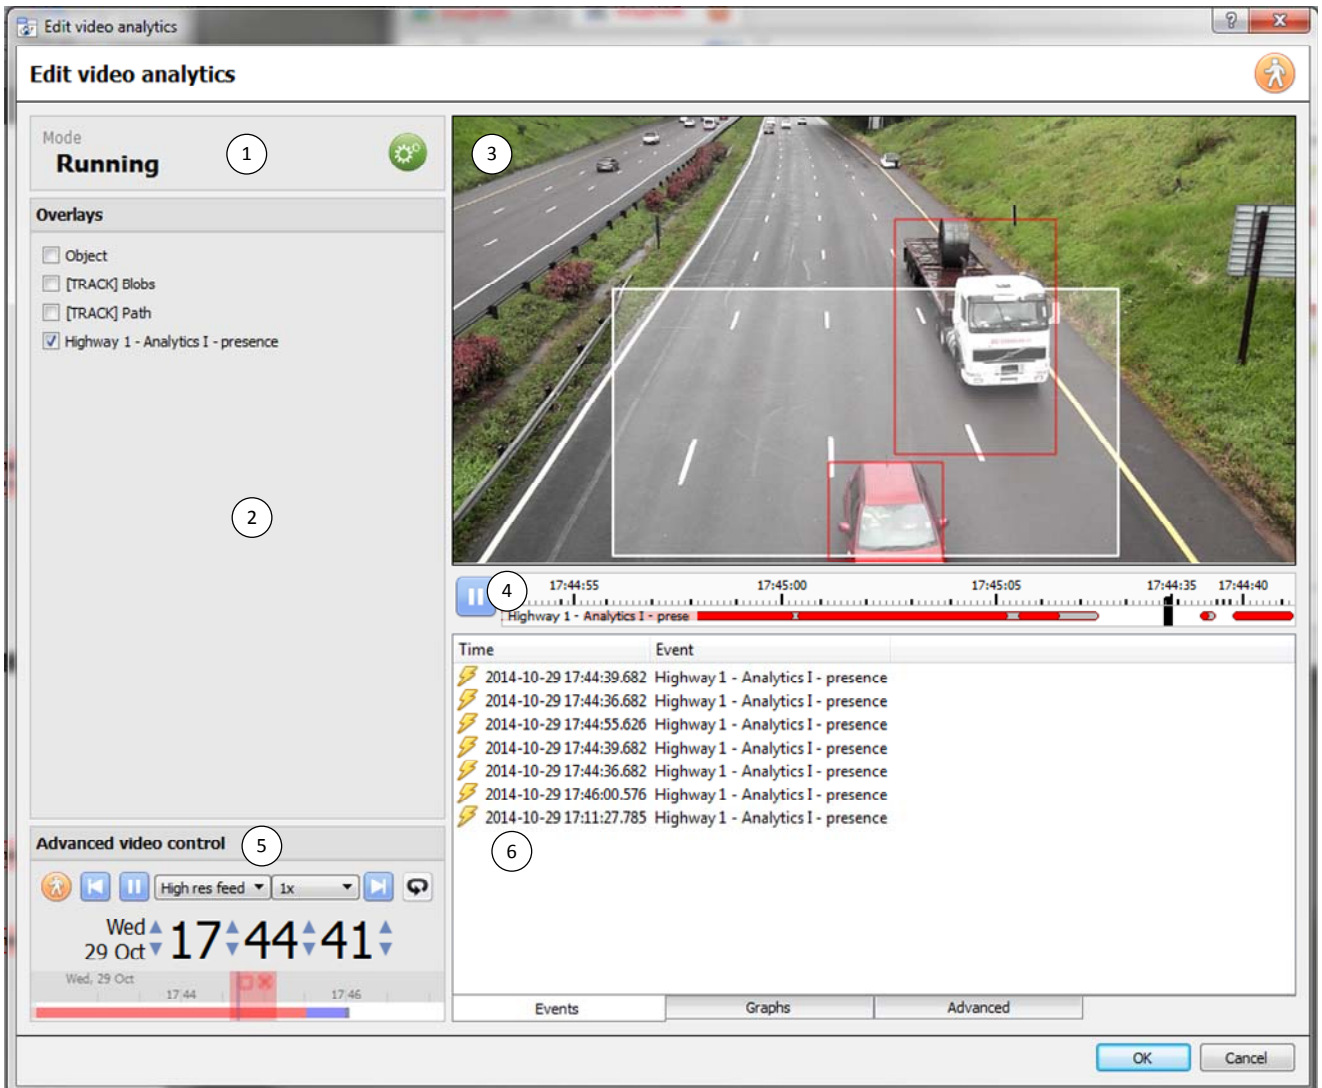 Edit video analytics
Edit video analytics
Mode
Running
1
Overlays
Object
[TRACK] Blobs
[TRACK] Path
Highway 1 - Analytics I - presence
2
3
4
17:44:55 17:45:00 17:45:05 17:44:35 17:44:40
Highway 1 - Analytics I - prese
Time Event
2014-10-29 17:44:39.682 Highway 1 - Analytics I - presence
2014-10-29 17:44:36.682 Highway 1 - Analytics I - presence
2014-10-29 17:44:55.626 Highway 1 - Analytics I - presence
2014-10-29 17:44:39.682 Highway 1 - Analytics I - presence
2014-10-29 17:44:36.682 Highway 1 - Analytics I - presence
2014-10-29 17:46:00.576 Highway 1 - Analytics I - presence
2014-10-29 17:11:27.785 Highway 1 - Analytics I - presence
6
Advanced video control 5
High res feed 1x
Wed
29 Oct 17 44 41
Wed, 29 Oct
17:44 17:46
Events Graphs Advanced
OK Cancel